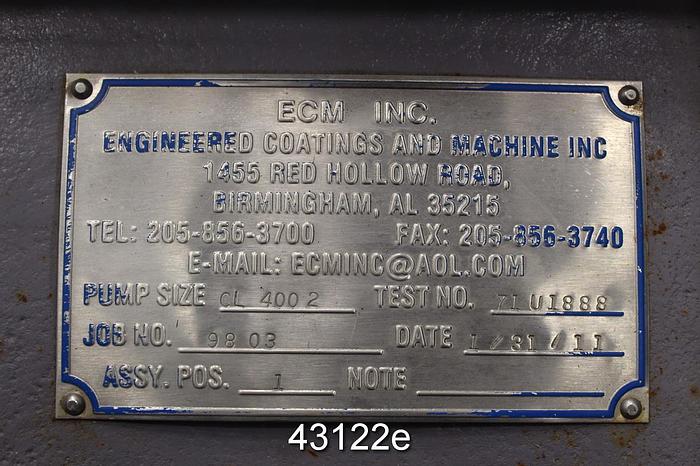 ECM INC.
ENGINEERED COATINGS AND MACHINE INC
1455 RED HOLLOW ROAD,
BIRMINGHAM, AL 35215
TEL: 205-856-3700 FAX: 205-856-3740
E-MAIL: ECMINC@AOL.COM
PUMP SIZE CL 4002 TEST NO. 71U1888
JOB NO. 9803 DATE 1/31/11
ASSY. POS. 1 NOTE
43122e